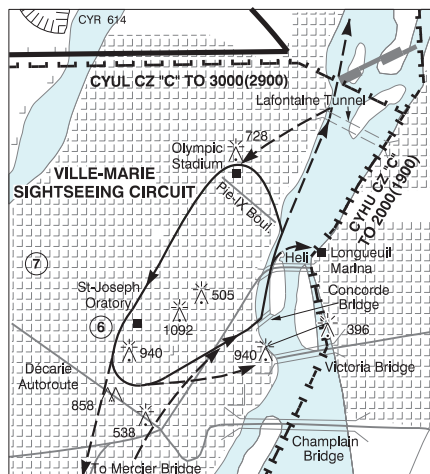 CYR 614
CYUL CZ "C" TO 3000(2900)
Lafontaine Tunnel
728
Olympic
Stadium
Pie-IX Boul.
VILLE-MARIE
SIGHTSEEING CIRCUIT
CYHU CZ "C"
TO 2000(1900)
7
Heli
Longueuil
Marina
St-Joseph
Oratory
505
1092
Concorde
Bridge
6
940
940
396
Décarie
Autoroute
Victoria Bridge
858
538
Champlain
Bridge
To Mercier Bridge